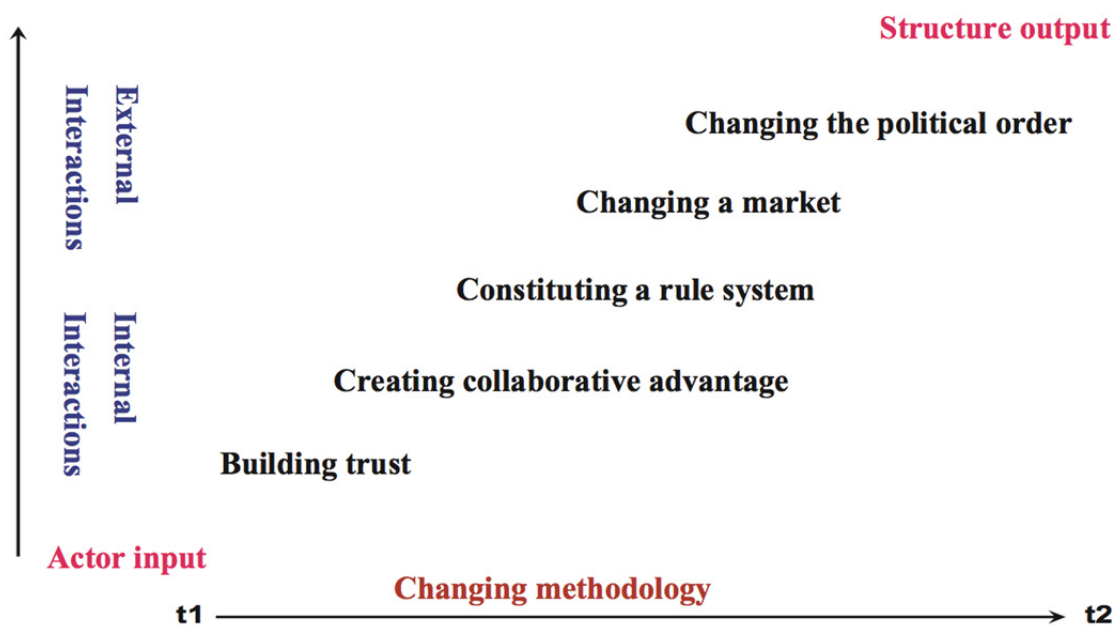 Structure output
External
Interactions
Changing the political order
Changing a market
Constituting a rule system
Internal
Interactions
Creating collaborative advantage
Building trust
Actor input
Changing methodology
t1
t2